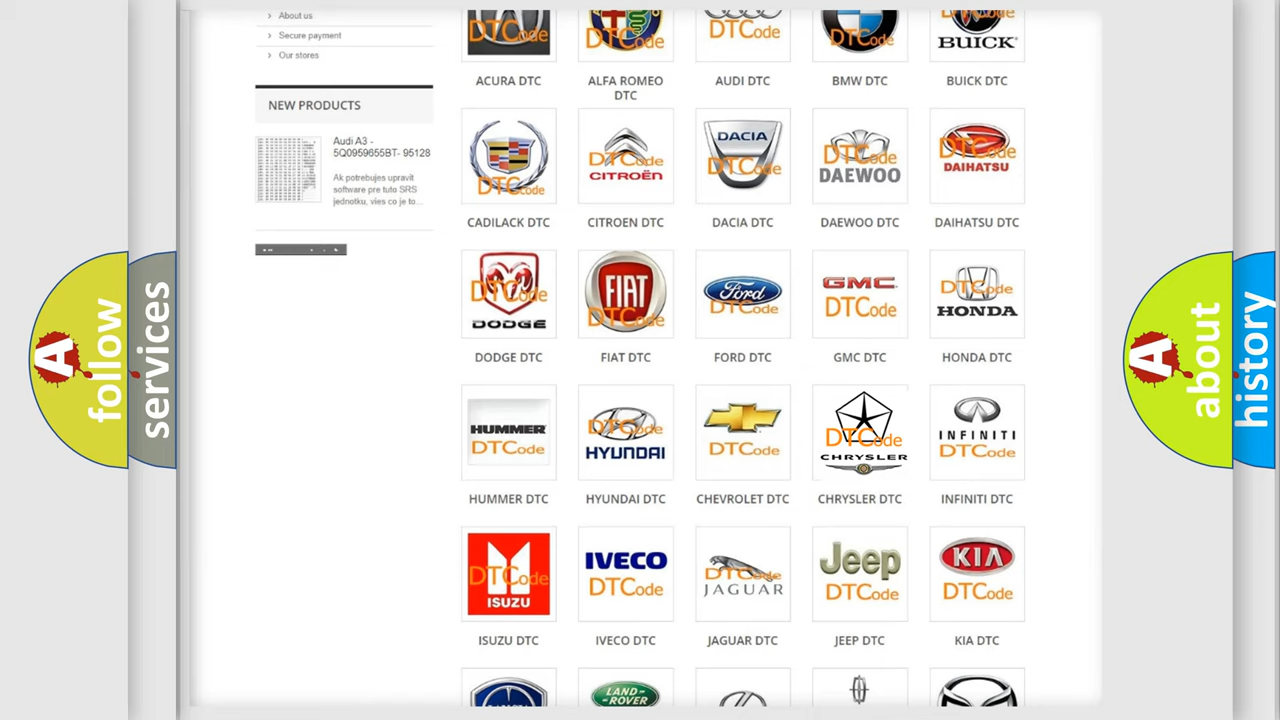 About us
Secure payment
Our stores
NEW PRODUCTS
Audi A3 -
5Q0959655BT- 95128
Ak potrebujes upravit
software pre tuto SRS
jednotku, vies co je to...
DTCode
DTCode
DTCode
DTCode
BUICK
ACURA DTC
ALFA ROMEO
DTC
AUDI DTC
BMW DTC
BUICK DTC
DTCode
DTCode
CITROËN
DACIA
DTCode
DTCode
DAEWOO
DTCode
DAIHATSU
CADILACK DTC
CITROEN DTC
DACIA DTC
DAEWOO DTC
DAIHATSU DTC
DTCode
DODGE
FIAT
DTCode
Ford
DTCode
GMC
DTCode
DTCode
HONDA
DODGE DTC
FIAT DTC
FORD DTC
GMC DTC
HONDA DTC
HUMMER
DTCode
DTCode
HYUNDAI
DTCode
DTCode
CHRYSLER
INFINITI
DTCode
HUMMER DTC
HYUNDAI DTC
CHEVROLET DTC
CHRYSLER DTC
INFINITI DTC
DTCode
ISUZU
IVECO
DTCode
DTCode
JAGUAR
Jeep
DTCode
KIA
DTCode
ISUZU DTC
IVECO DTC
JAGUAR DTC
JEEP DTC
KIA DTC
LAND-
ROVER
A
follow
services
A
about
history